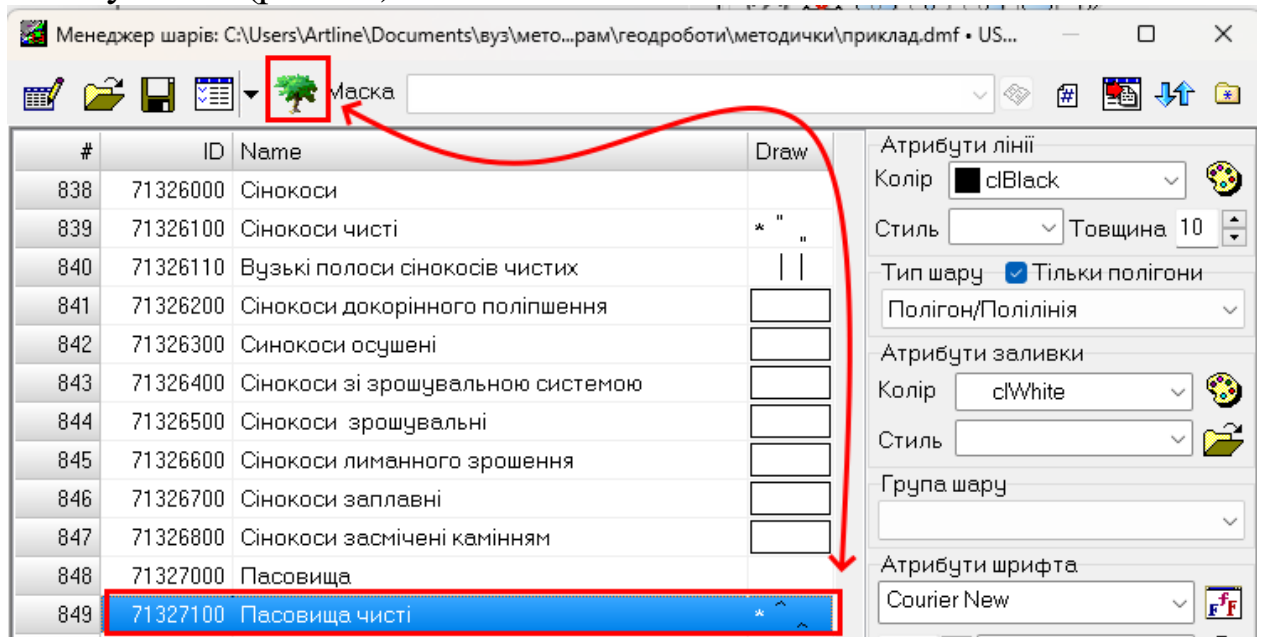 Менеджер шарів: C:\Users\Artline\Documents\вуз\мето...рам\геодроботи\методички\приклад.dmf • US...
Маска
# ID Name Draw
838 71326000 Сінокоси
839 71326100 Сінокоси чисті
840 71326110 Вузькі полоси сінокосів чистих
841 71326200 Сінокоси докорінного поліпшення
842 71326300 Синокоси осушені
843 71326400 Сінокоси зі зрошувальною системою
844 71326500 Сінокоси зрошувальні
845 71326600 Сінокоси лиманного зрошення
846 71326700 Сінокоси заплавні
847 71326800 Сінокоси засмічені камінням
848 71327000 Пасовища
849 71327100 Пасовища чисті
Атрибути лінії
Колір clBlack
Стиль Товщина 10
Тип шару Тільки полігони
Полігон/Полілінія
Атрибути заливки
Колір clWhite
Стиль
Група шару
Атрибути шрифта
Courier New